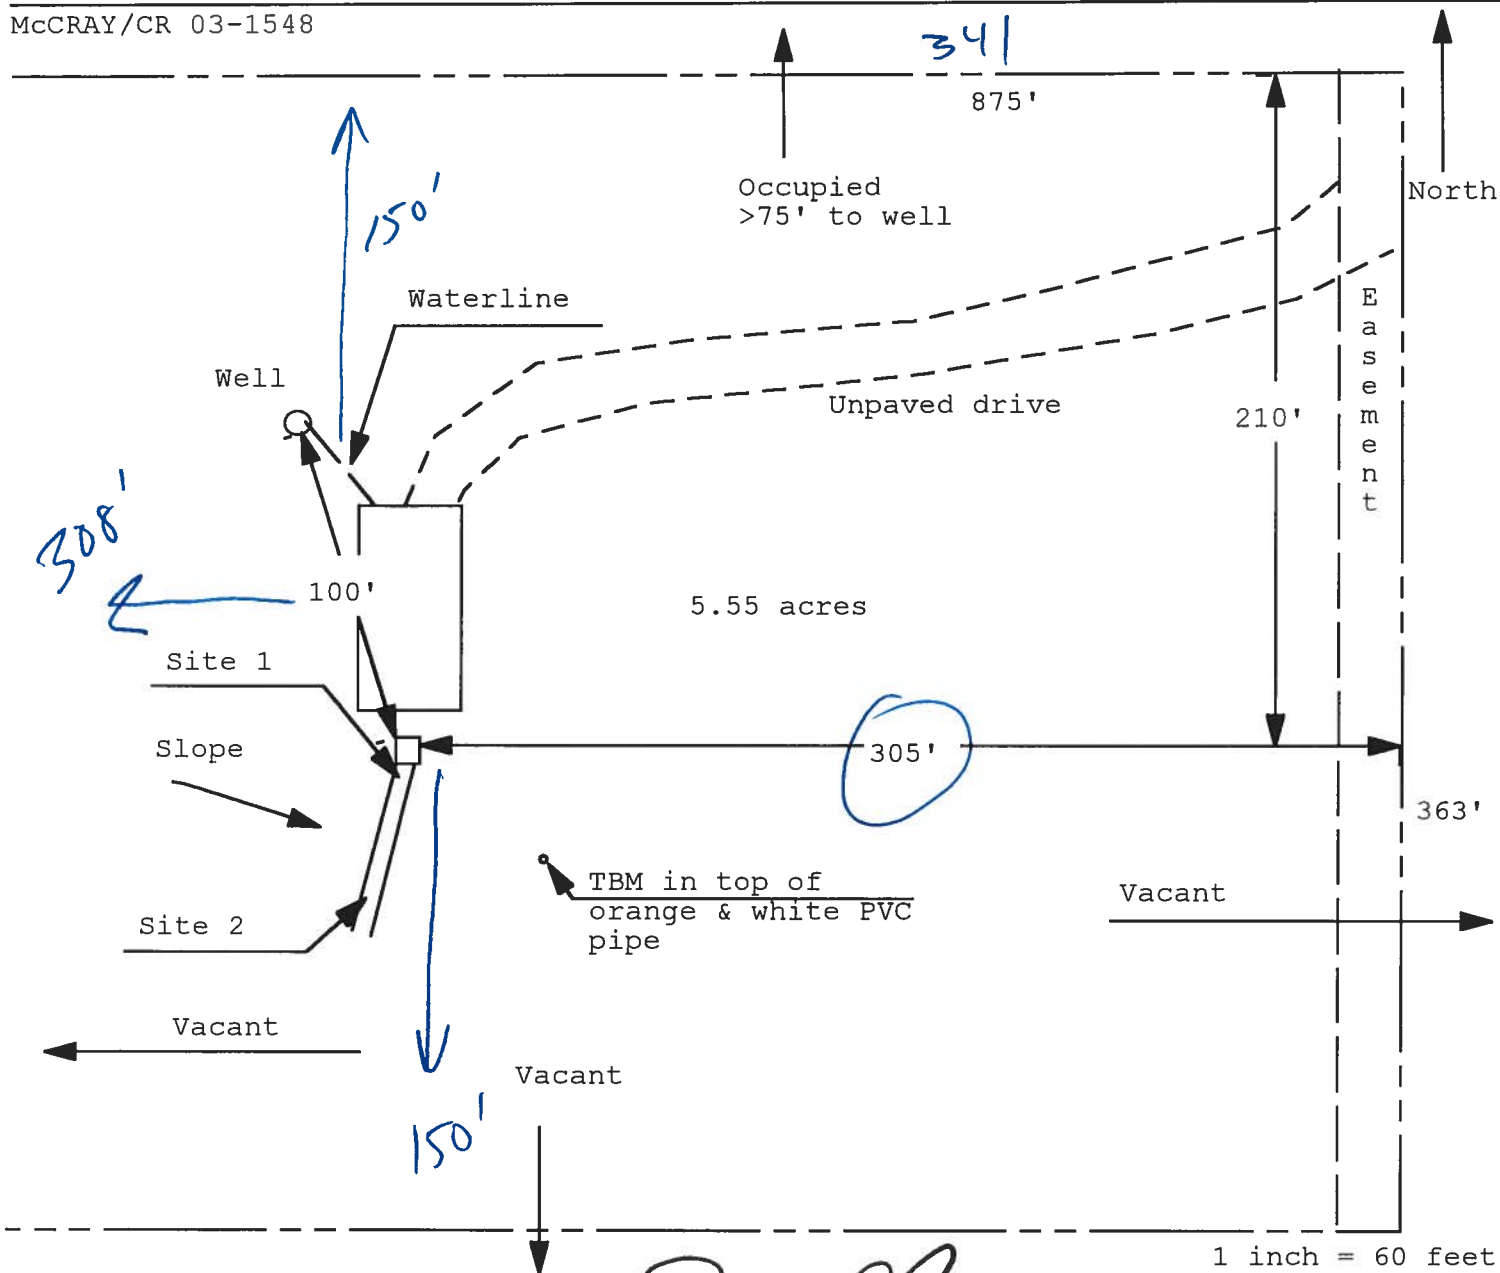 McCRAY/CR 03-1548
341
875'
North
Occupied
>75' to well
150'
Waterline
Well
Unpaved drive
210'
Easement
308'
100'
5.55 acres
Site 1
Slope
305'
363'
TBM in top of
orange & white PVC
pipe
Vacant
Site 2
Vacant
Vacant
150'
1 inch = 60 feet